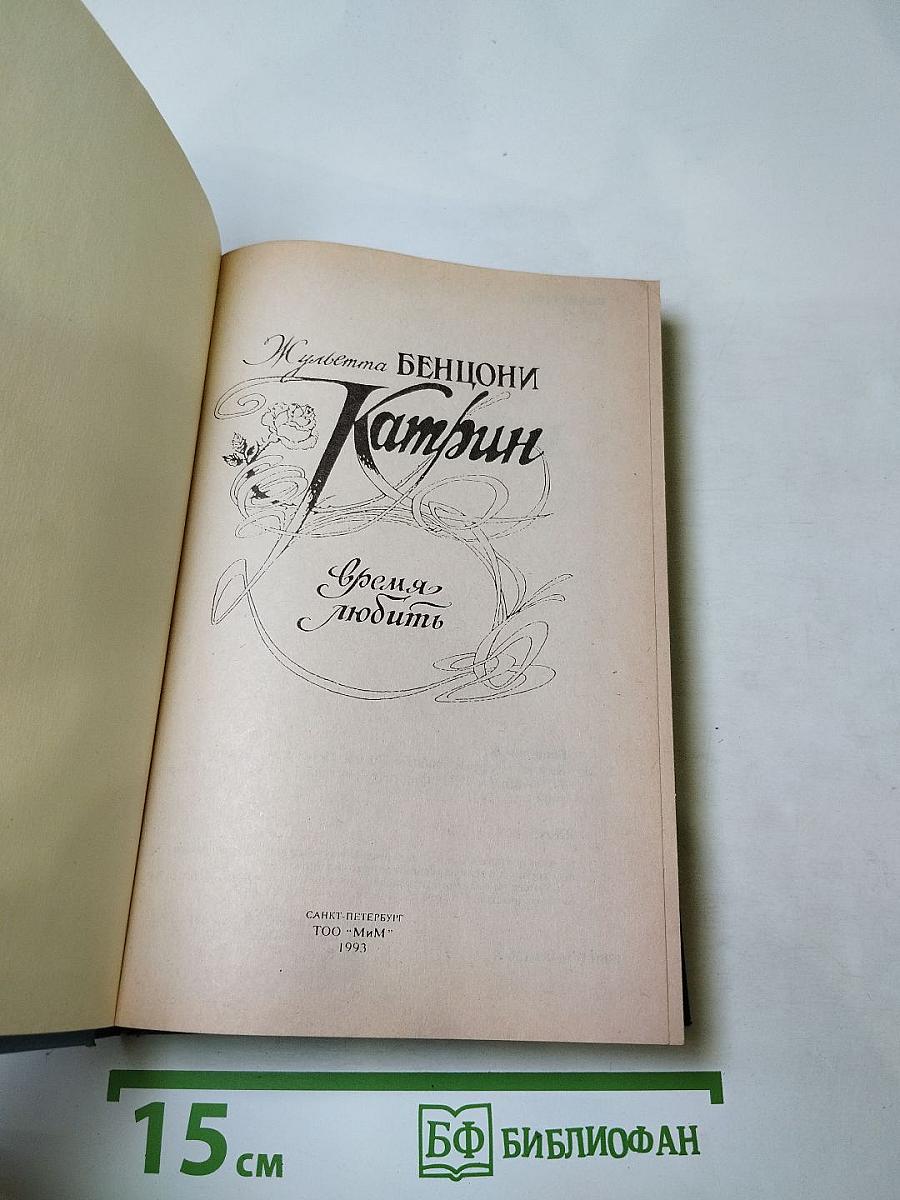 Жульетта БЕНЦОНИ
Катрин
время
любить
САНКТ-ПЕТЕРБУРГ
ТОО "МиМ"
1993
15 см
БФ БИБЛИОФАН